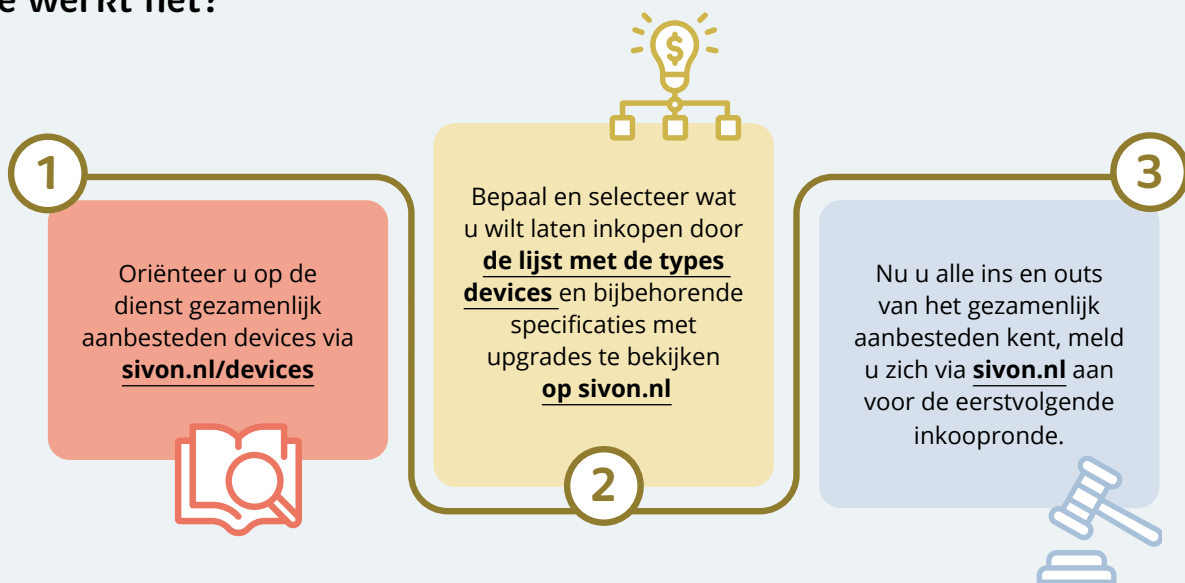 werkt het?
1
Oriënteer u op de
dienst gezamenlijk
aanbesteden devices via
sivon.nl/devices
Bepaal en selecteer wat
u wilt laten inkopen door
de lijst met de types
devices en bijbehorende
specificaties met
upgrades te bekijken
op sivon.nl
2
3
Nu u alle ins en outs
van het gezamenlijk
aanbesteden kent, meld
u zich via sivon.nl aan
voor de eerstvolgende
inkoopronde.
$